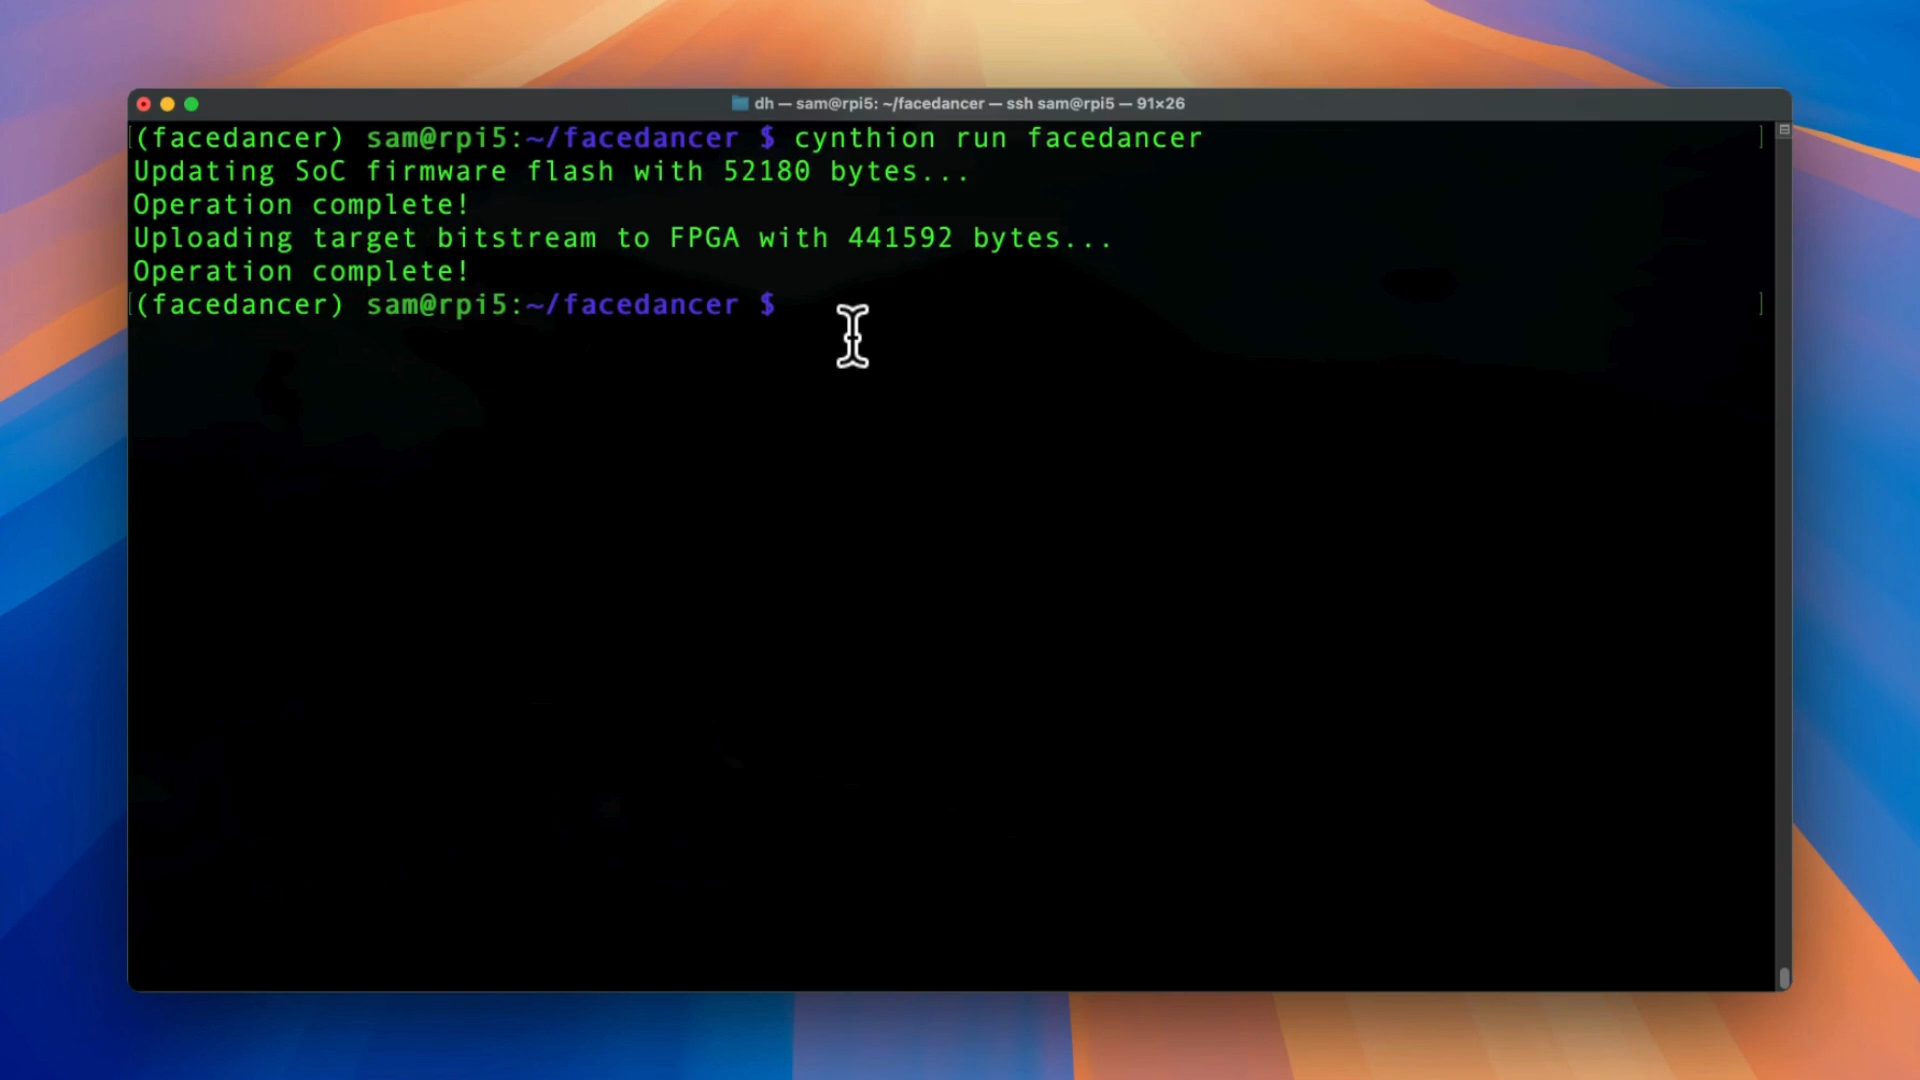 dh — sam@rpi5: ~/facedancer — ssh sam@rpi5 — 91×26
(facedancer) sam@rpi5:~/facedancer $ cynthion run facedancer
Updating SoC firmware flash with 52180 bytes...
Operation complete!
Uploading target bitstream to FPGA with 441592 bytes...
Operation complete!
(facedancer) sam@rpi5:~/facedancer $